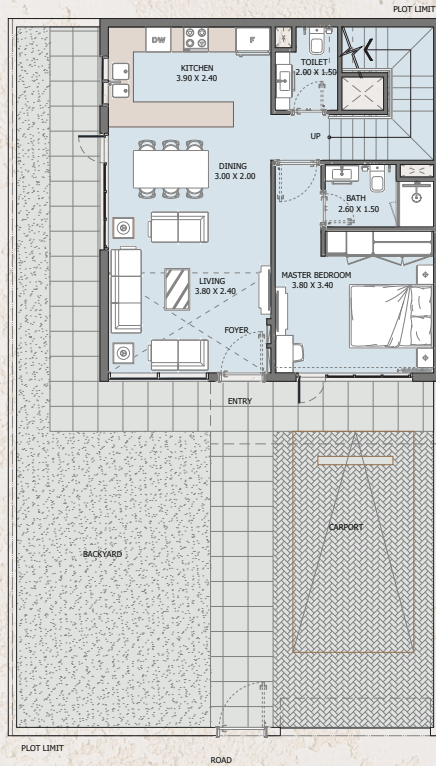 PLOT LIMIT
DW
F
KITCHEN
3.90 X 2.40
TOILET
2.00 X 1.50
UP
DINING
3.00 X 2.00
BATH
2.60 X 1.50
LIVING
3.80 X 2.40
MASTER BEDROOM
3.80 X 3.40
FOYER
ENTRY
CARPORT
BACKYARD
PLOT LIMIT
ROAD